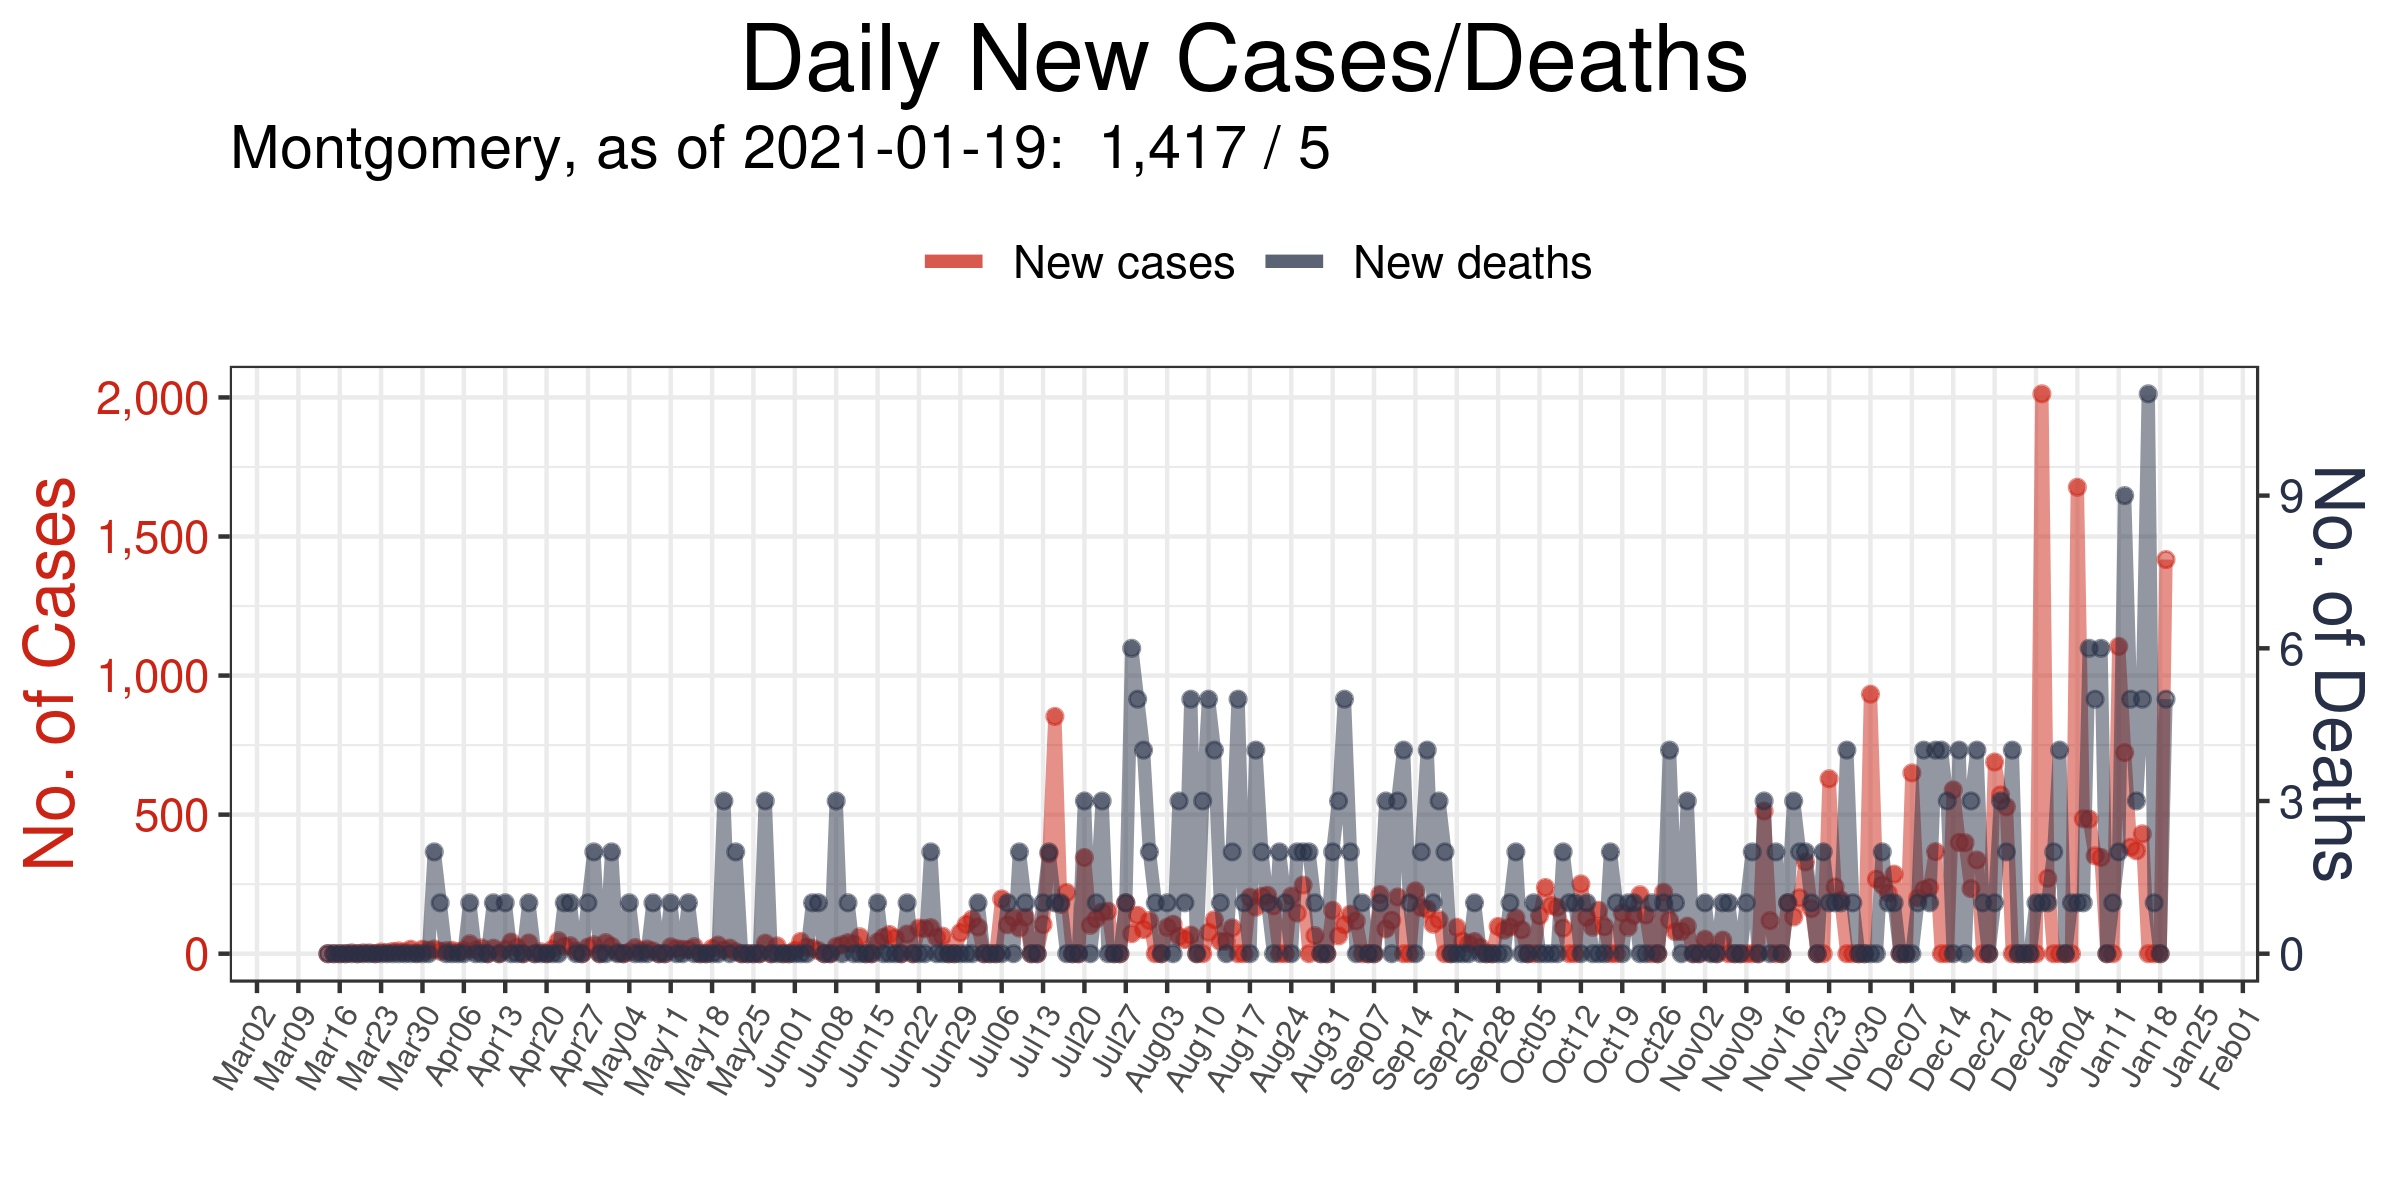 Daily New Cases/Deaths
Montgomery, as of 2021-01-19:  1,417 / 5
New cases New deaths
No. of Cases
2,000
1,500
1,000
500
0
No. of Deaths
9
6
3
0
Mar02 Mar09 Mar16 Mar23 Mar30 Apr06 Apr13 Apr20 Apr27 May04 May11 May18 May25 Jun01 Jun08 Jun15 Jun22 Jun29 Jul06 Jul13 Jul20 Jul27 Aug03 Aug10 Aug17 Aug24 Aug31 Sep07 Sep14 Sep21 Sep28 Oct05 Oct12 Oct19 Oct26 Nov02 Nov09 Nov16 Nov23 Nov30 Dec07 Dec14 Dec21 Dec28 Jan04 Jan11 Jan18 Jan25 Feb01